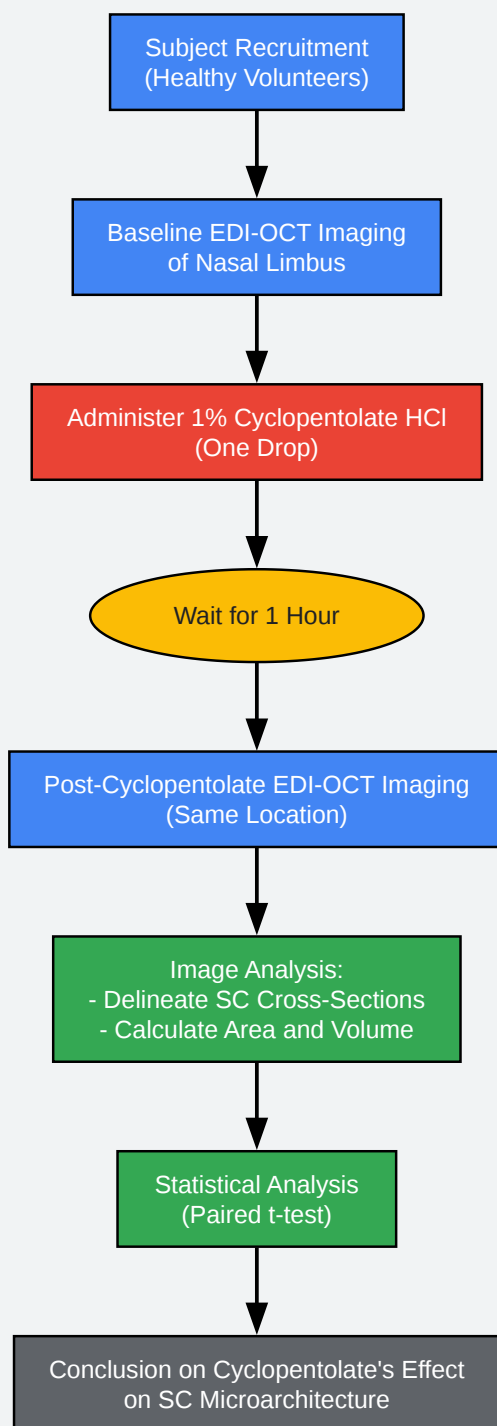 Subject Recruitment
(Healthy Volunteers)
Baseline EDI-OCT Imaging
of Nasal Limbus
Administer 1% Cyclopentolate HCl
(One Drop)
Wait for 1 Hour
Post-Cyclopentolate EDI-OCT Imaging
(Same Location)
Image Analysis:
- Delineate SC Cross-Sections
- Calculate Area and Volume
Statistical Analysis
(Paired t-test)
Conclusion on Cyclopentolate's Effect
on SC Microarchitecture